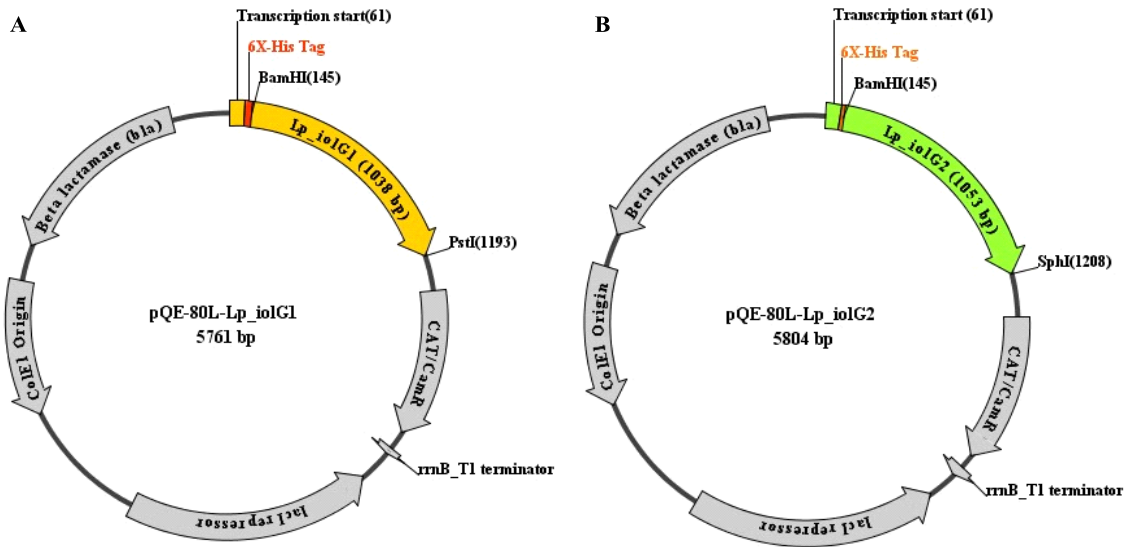 A
Transcription start(61)
6X-His Tag
BamHI(145)
Lp_iolG1 (1038 bp)
PstI(1193)
Beta lactamase (bla)
ColE1 Origin
pQE-80L-Lp_iolG1
5761 bp
CAT/CamR
rrnB_T1 terminator
lacI repressor
B
Transcription start (61)
6X-His Tag
BamHI(145)
Lp_iolG2 (1053 bp)
SphI(1208)
Beta lactamase (bla)
ColE1 Origin
pQE-80L-Lp_iolG2
5804 bp
CAT/CamR
rrnB_T1 terminator
lacI repressor